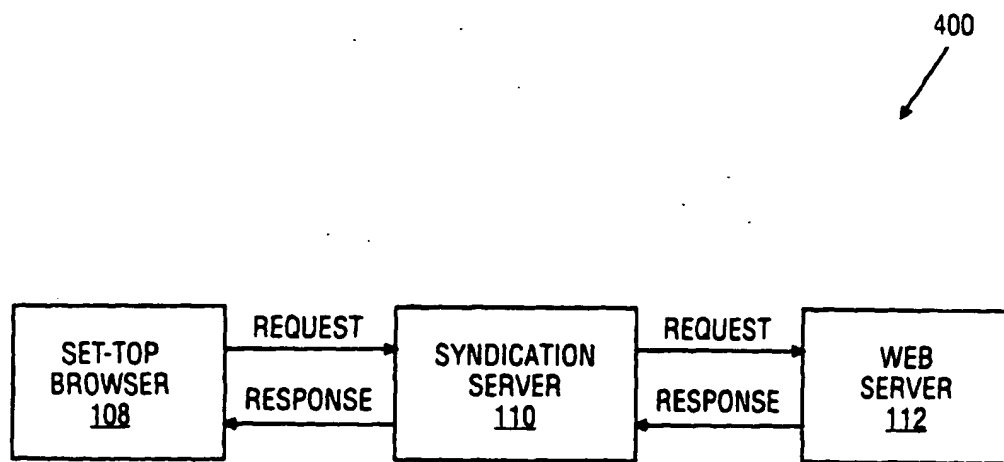 400
REQUEST
REQUEST
SET-TOP
BROWSER
108
SYNDICATION
SERVER
110
WEB
SERVER
112
RESPONSE
RESPONSE